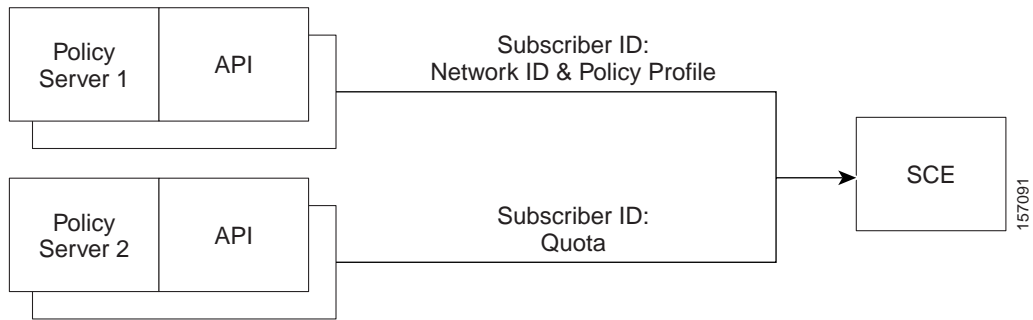 Policy
Server 1
API
Subscriber ID:
Network ID & Policy Profile
Policy
Server 2
API
Subscriber ID:
Quota
SCE
157091